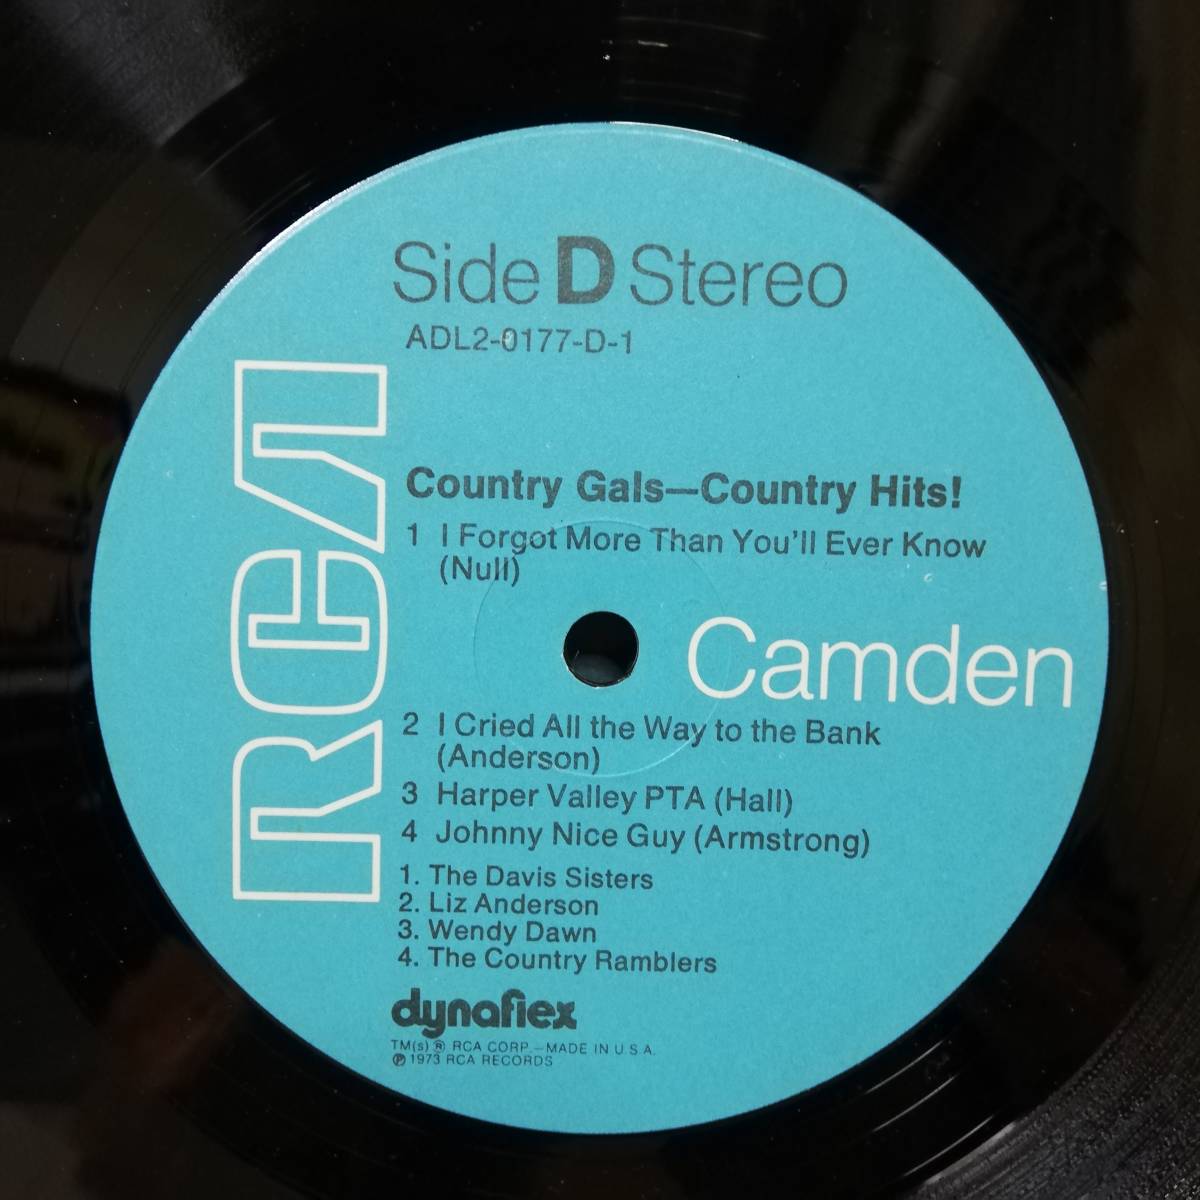 Side D Stereo
ADL2-0177-D-1
RCA
Country Gals—Country Hits!
1 I Forgot More Than You'll Ever Know
(Null)
Camden
2 I Cried All the Way to the Bank
(Anderson)
3 Harper Valley PTA (Hall)
4 Johnny Nice Guy (Armstrong)
1. The Davis Sisters
2. Liz Anderson
3. Wendy Dawn
4. The Country Ramblers
dynaflex
TM(s) ® RCA CORP.—MADE IN U.S.A.
℗ 1973 RCA RECORDS